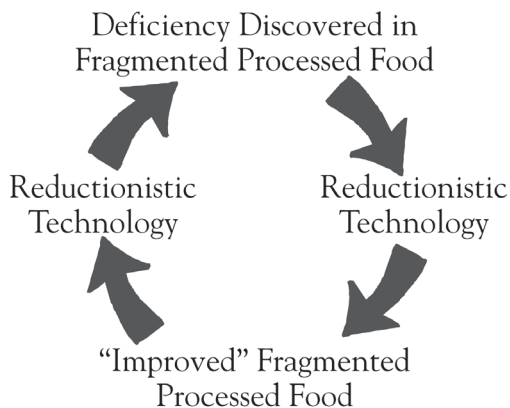 Deficiency Discovered in
Fragmented Processed Food
Reductionistic
Technology
Reductionistic
Technology
“Improved” Fragmented
Processed Food